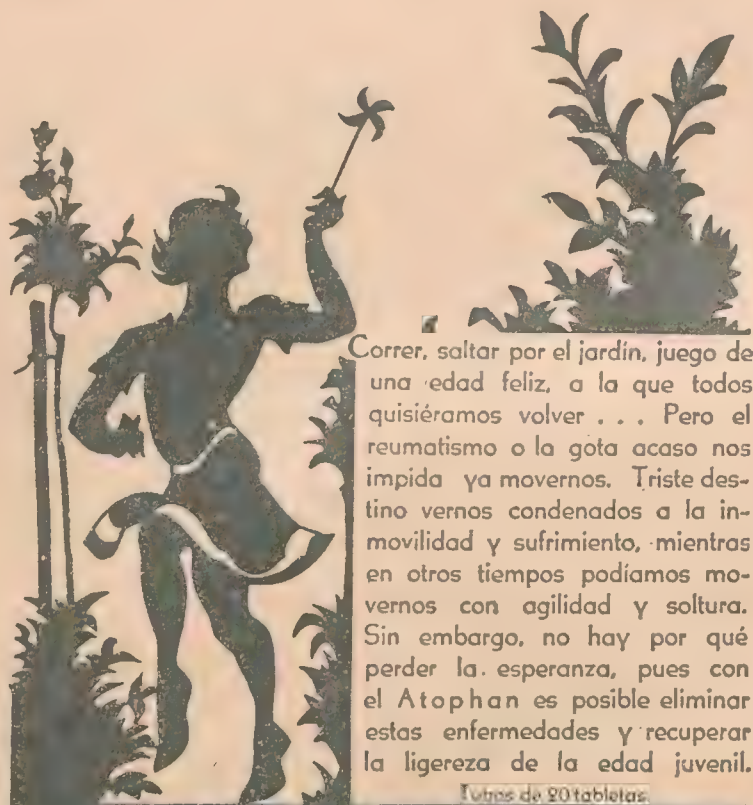 Correr, saltar por el jardín, juego de
una edad feliz, a la que todos
quisiéramos volver . . . Pero el
reumatismo o la gota acaso nos
impida ya movernos. Triste des-
tino vernos condenados a la in-
movilidad y sufrimiento, mientras
en otros tiempos podíamos mo-
vernos con agilidad y soltura.
Sin embargo, no hay por qué
perder la esperanza, pues con
el Atophan es posible eliminar
estas enfermedades y recuperar
la ligereza de la edad juvenil.
Tubos de 20 tabletas.